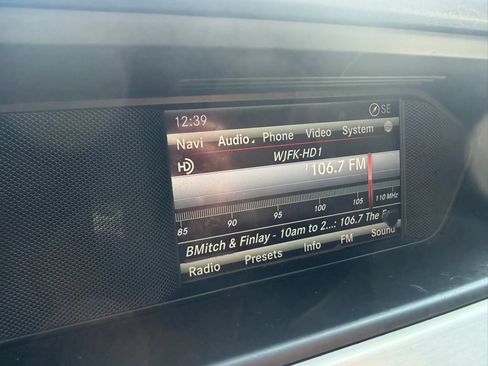 12:39 SE
Navi Audio Phone Video System
WJFK-HD1
HD 106.7 FM
85 90 95 100 105 110 MHz
BMitch & Finlay - 10am to 2...: 106.7 The
Radio Presets Info FM Sound